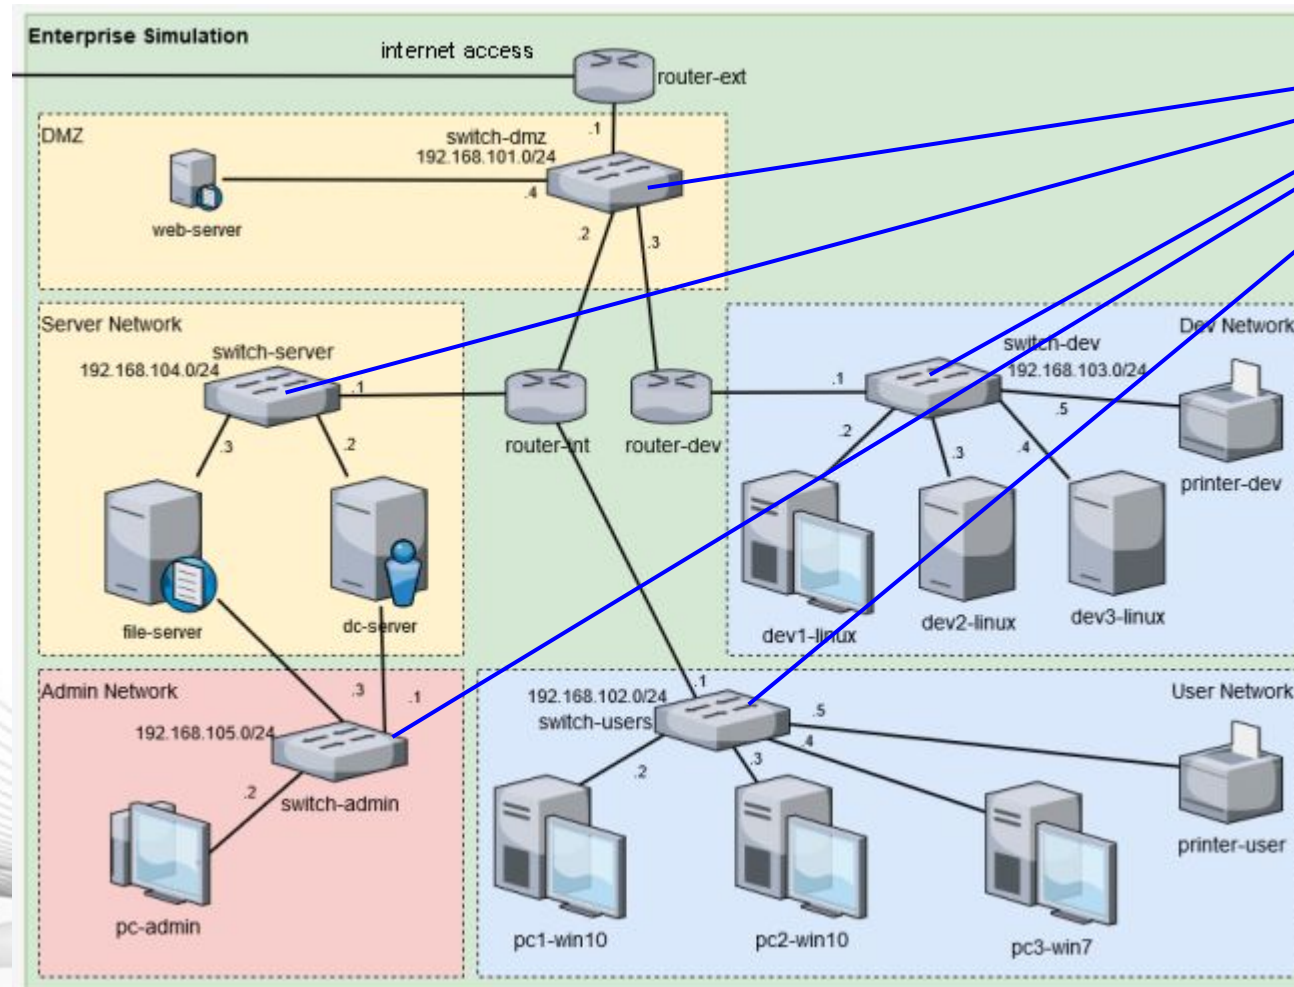 Enterprise Simulation
internet access
router-ext
DMZ
.1
switch-dmz
192.168.101.0/24
.4
web-server
.2
.3
Server Network
switch-server
192.168.104.0/24
.1
.3
.2
file-server
dc-server
router-int
router-dev
Dev Network
switch-dev
192.168.103.0/24
.1
.5
.2
.3
.4
printer-dev
dev1-linux
dev2-linux
dev3-linux
Admin Network
.3
.1
192.168.105.0/24
.2
switch-admin
pc-admin
User Network
.1
192.168.102.0/24
switch-users
.5
.4
.3
.2
printer-user
pc1-win10
pc2-win10
pc3-win7